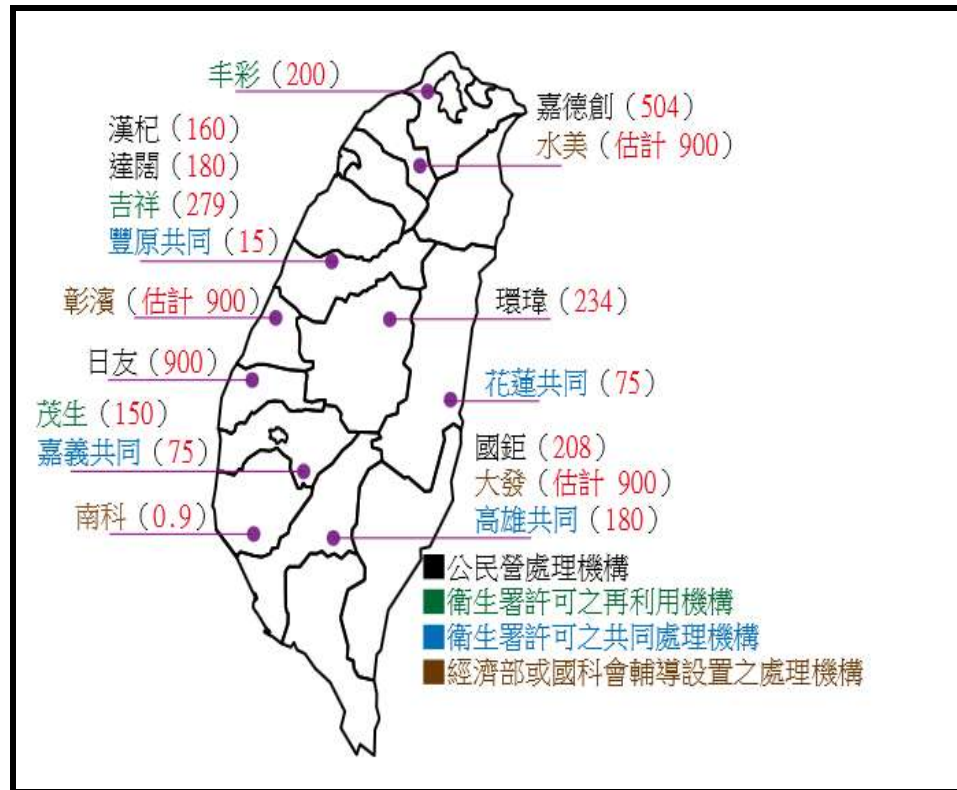 丰彩（200）
嘉德創（504）
水美（估計 900）
漢杞（160）
達闊（180）
吉祥（279）
豐原共同（15）
彰濱（估計 900）
環瑋（234）
日友（900）
花蓮共同（75）
茂生（150）
嘉義共同（75）
國鉅（208）
大發（估計 900）
高雄共同（180）
南科（0.9）
■公民營處理機構
■衛生署許可之再利用機構
■衛生署許可之共同處理機構
■經濟部或國科會輔導設置之處理機構